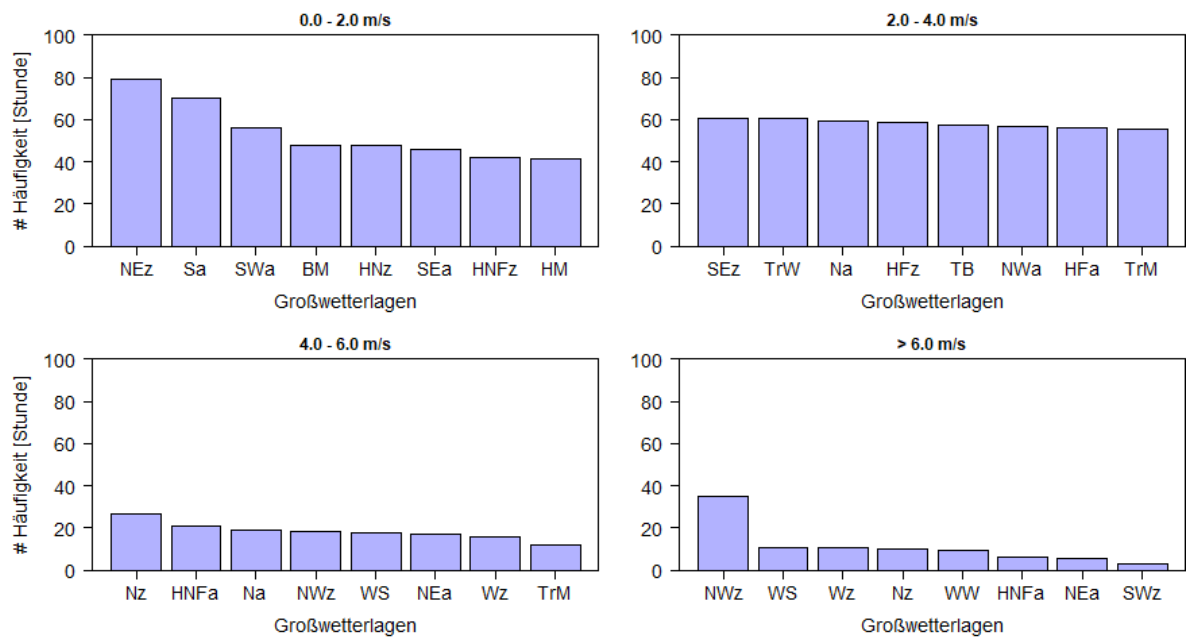 0.0 - 2.0 m/s
# Häufigkeit [Stunde]
100
80
60
40
20
0
NEz Sa SWa BM HNz SEa HNFz HM
Großwetterlagen
2.0 - 4.0 m/s
100
80
60
40
20
0
SEz TrW Na HFz TB NWa HFa TrM
Großwetterlagen
4.0 - 6.0 m/s
# Häufigkeit [Stunde]
100
80
60
40
20
0
Nz HNFa Na NWz WS NEa Wz TrM
Großwetterlagen
> 6.0 m/s
100
80
60
40
20
0
NWz WS Wz Nz WW HNFa NEa SWz
Großwetterlagen